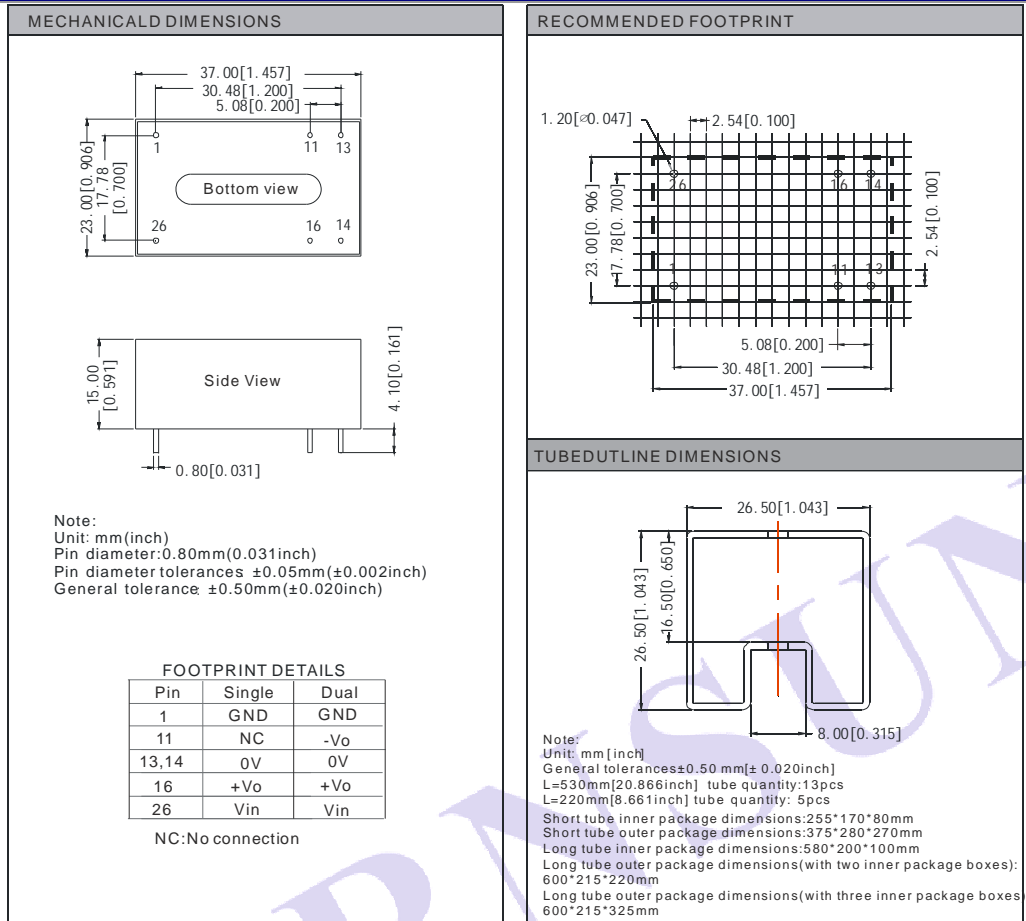 MECHANICALD DIMENSIONS
37.00[1.457]
30.48[1.200]
5.08[0.200]
1
11
13
23.00[0.906]
17.78
[0.700]
Bottom view
26
16
14
15.00
[0.591]
Side View
4.10[0.161]
0.80[0.031]
Note:
Unit: mm(inch)
Pin diameter:0.80mm(0.031inch)
Pin diameter tolerances: ±0.05mm(±0.002inch)
General tolerance: ±0.50mm(±0.020inch)
FOOTPRINT DETAILS
Pin Single Dual
1 GND GND
11 NC -Vo
13,14 0V 0V
16 +Vo +Vo
26 Vin Vin
NC:No connection
RECOMMENDED FOOTPRINT
1.20[⌀0.047]
2.54[0.100]
26
16
14
23.00[0.906]
17.78[0.700]
2.54[0.100]
1
11
13
5.08[0.200]
30.48[1.200]
37.00[1.457]
TUBEDUTLINE DIMENSIONS
26.50[1.043]
26.50[1.043]
16.50[0.650]
8.00[0.315]
Note:
Unit: mm[inch]
General tolerances±0.50 mm[±0.020inch]
L=530mm[20.866inch] tube quantity:13pcs
L=220mm[8.661inch] tube quantity: 5pcs
Short tube inner package dimensions:255*170*80mm
Short tube outer package dimensions:375*280*270mm
Long tube inner package dimensions:580*200*100mm
Long tube outer package dimensions(with two inner package boxes):
600*215*220mm
Long tube outer package dimensions(with three inner package boxes
600*215*325mm
RNSUN